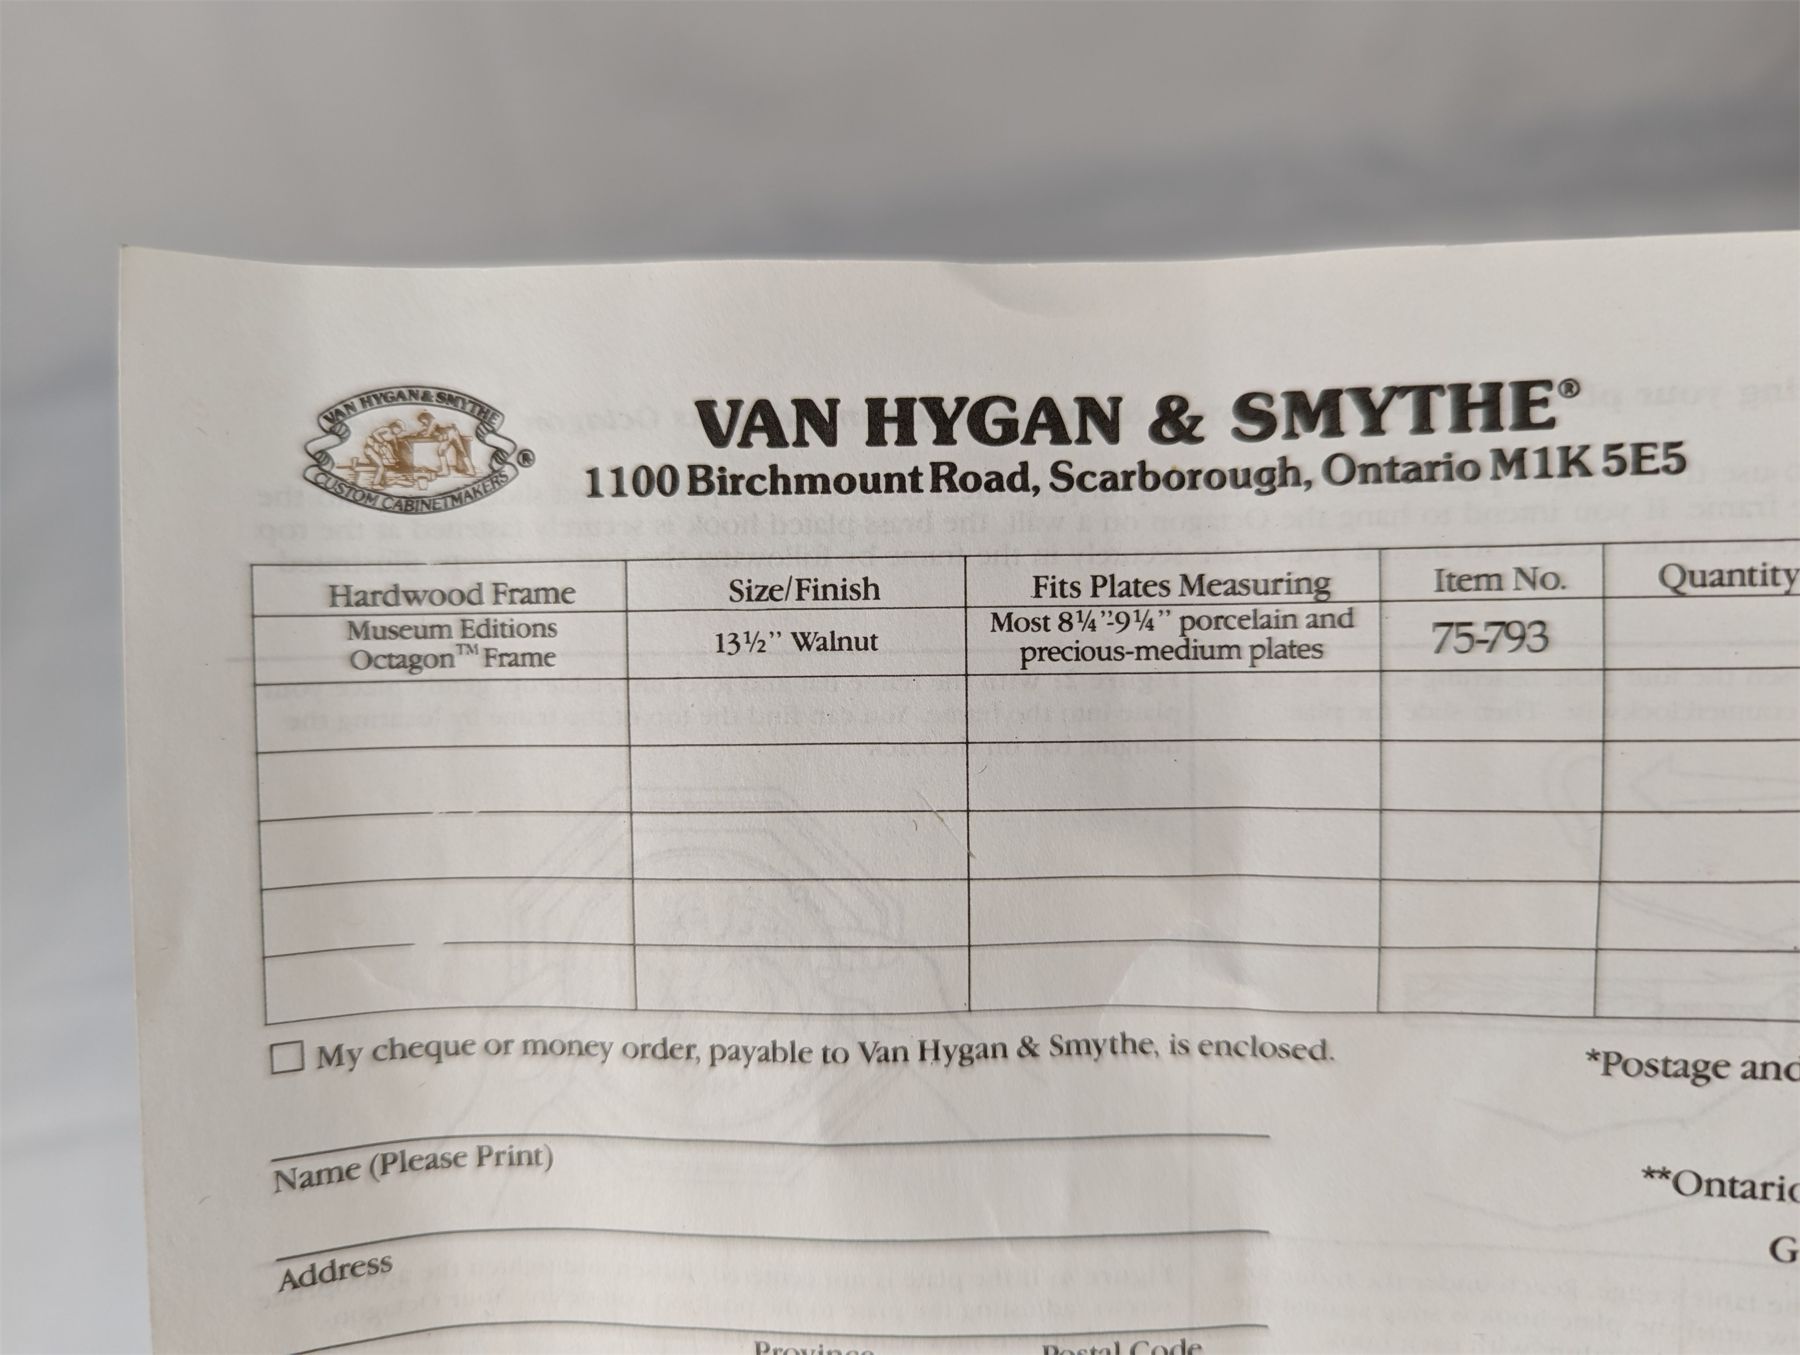 VAN HYGAN & SMYTHE
CUSTOM CABINETMAKERS ®
VAN HYGAN & SMYTHE®
1100 Birchmount Road, Scarborough, Ontario M1K 5E5
Hardwood Frame Size/Finish Fits Plates Measuring Item No. Quantity
Museum Editions
Octagon™ Frame
13½” Walnut
Most 8¼”-9¼” porcelain and
precious-medium plates
75-793
My cheque or money order, payable to Van Hygan & Smythe, is enclosed.
*Postage and
Name (Please Print)
**Ontario
G
Address
Province Postal Code